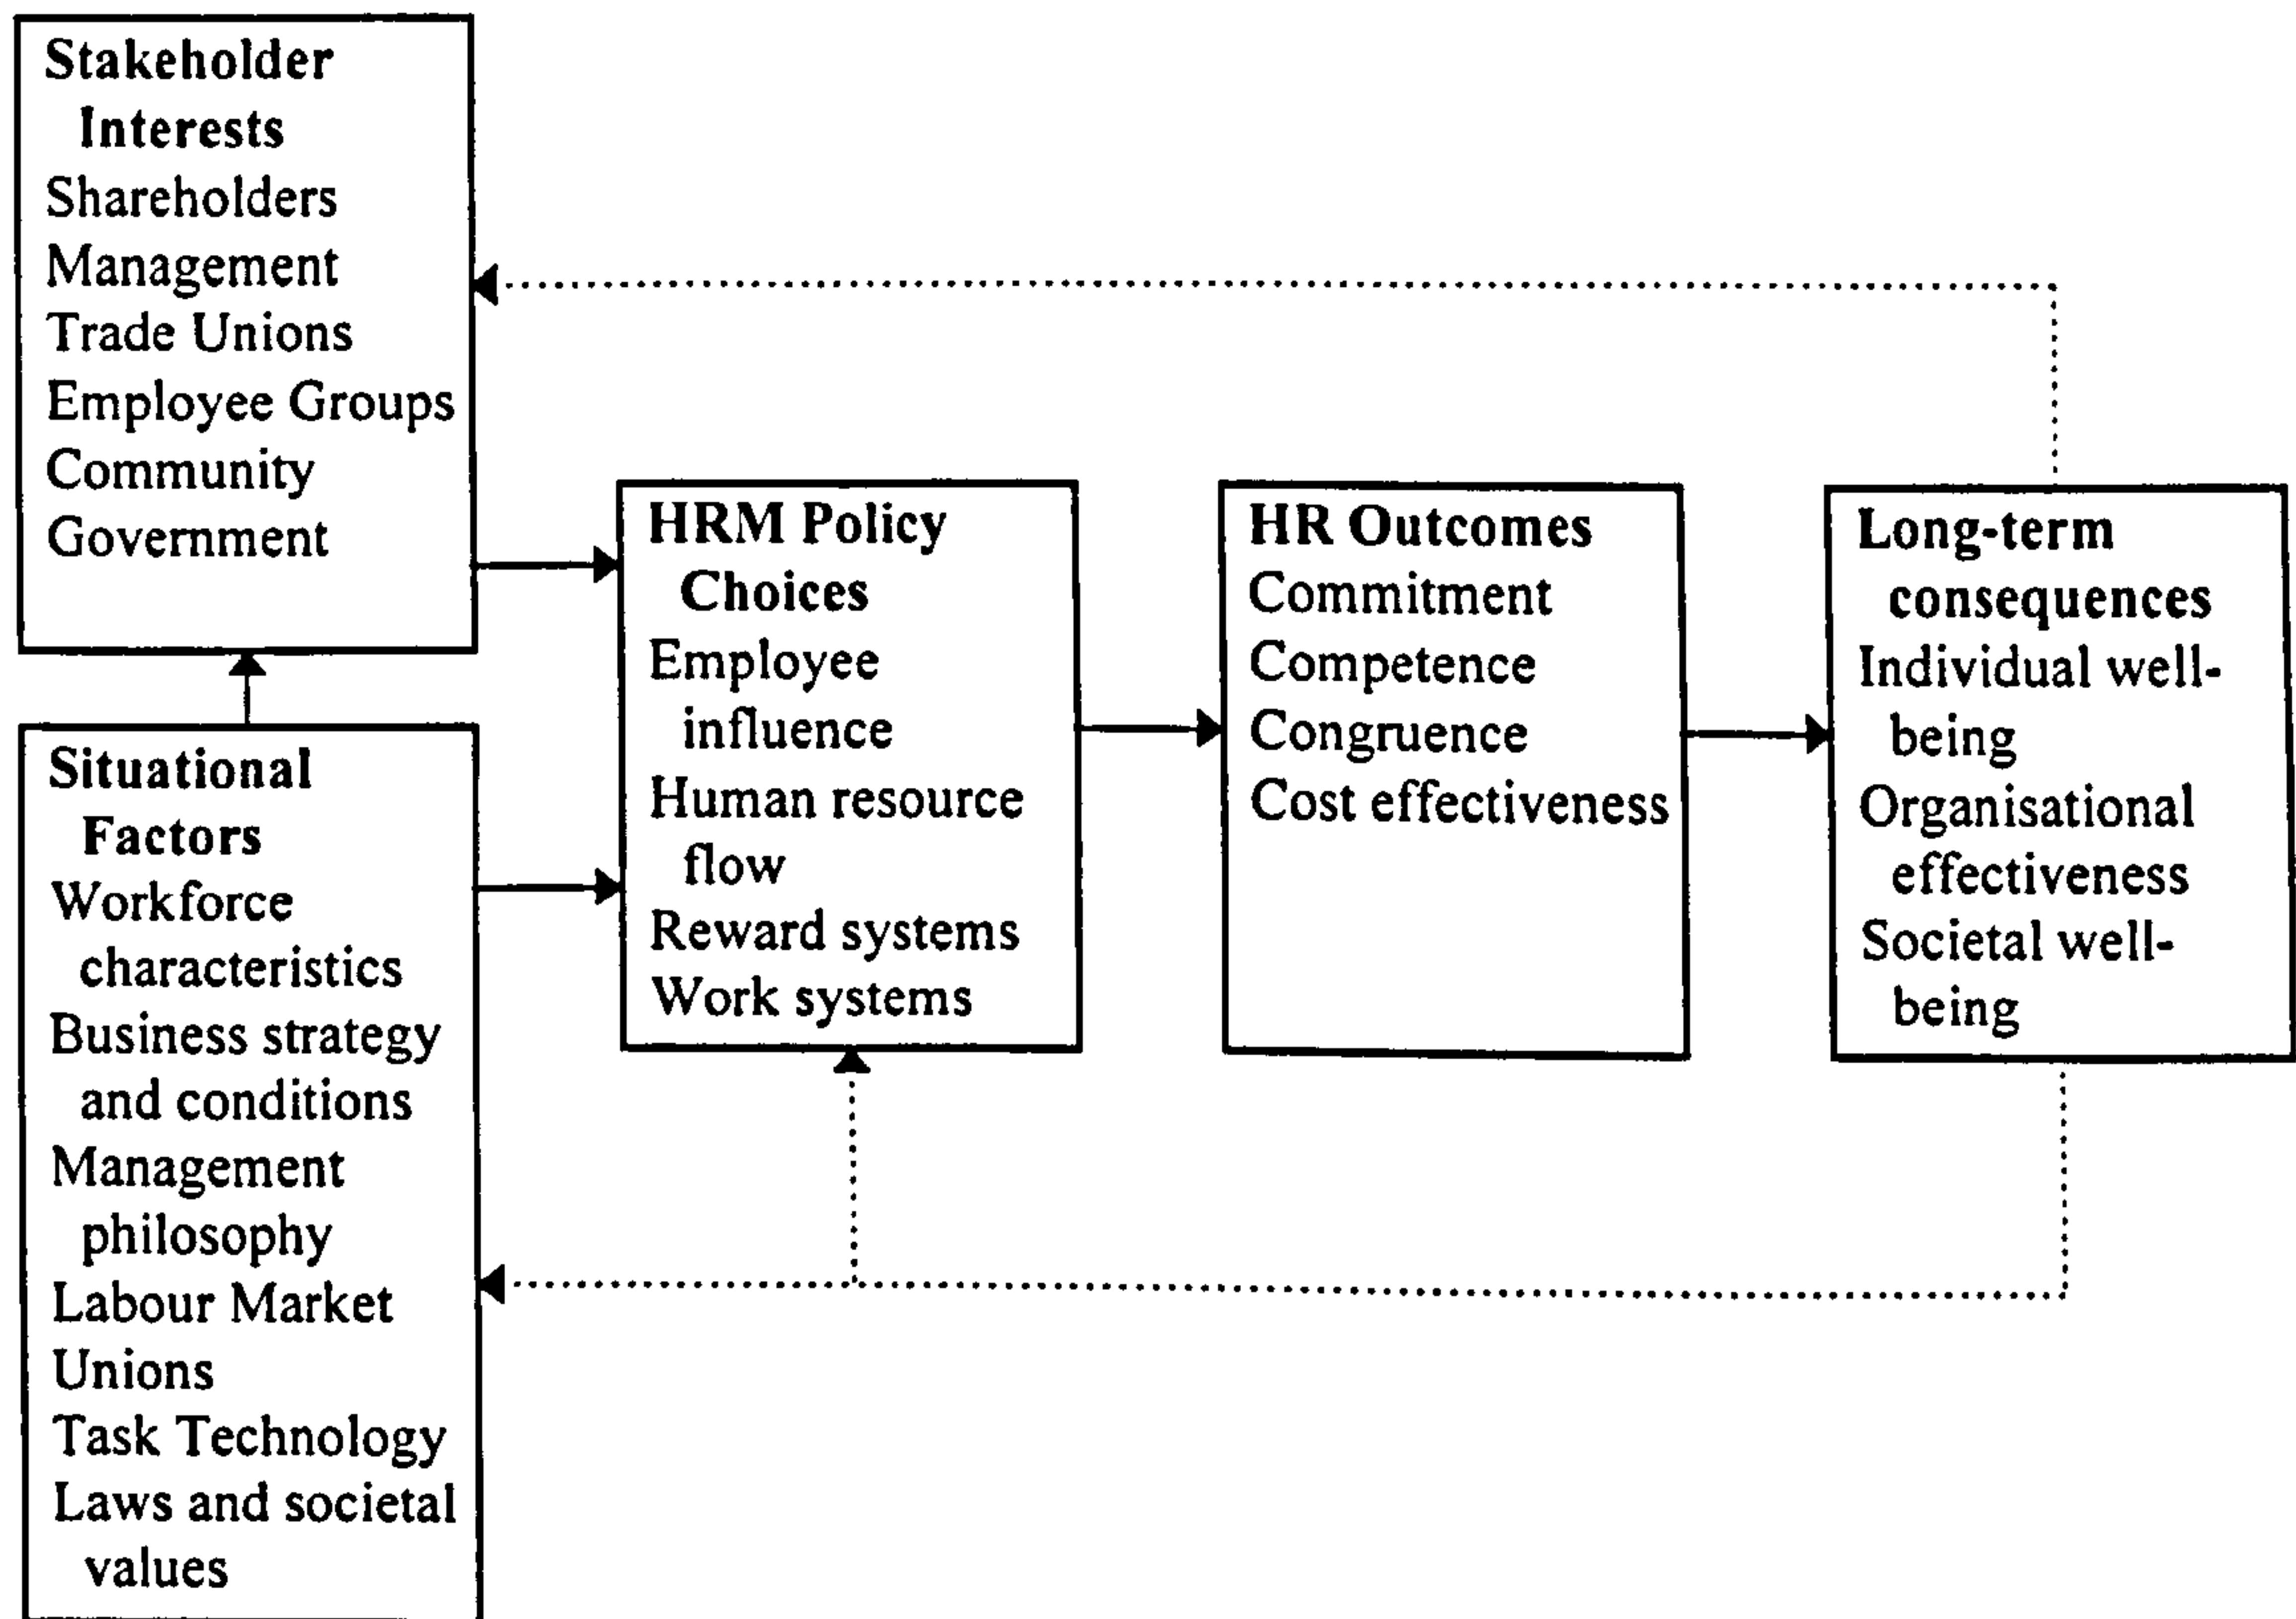 Stakeholder
Interests
Shareholders
Management
Trade Unions
Employee Groups
Community
Government
Situational
Factors
Workforce
characteristics
Business strategy
and conditions
Management
philosophy
Labour Market
Unions
Task Technology
Laws and societal
values
HRM Policy
Choices
Employee
influence
Human resource
flow
Reward systems
Work systems
HR Outcomes
Commitment
Competence
Congruence
Cost effectiveness
Long-term
consequences
Individual well-
being
Organisational
effectiveness
Societal well-
being